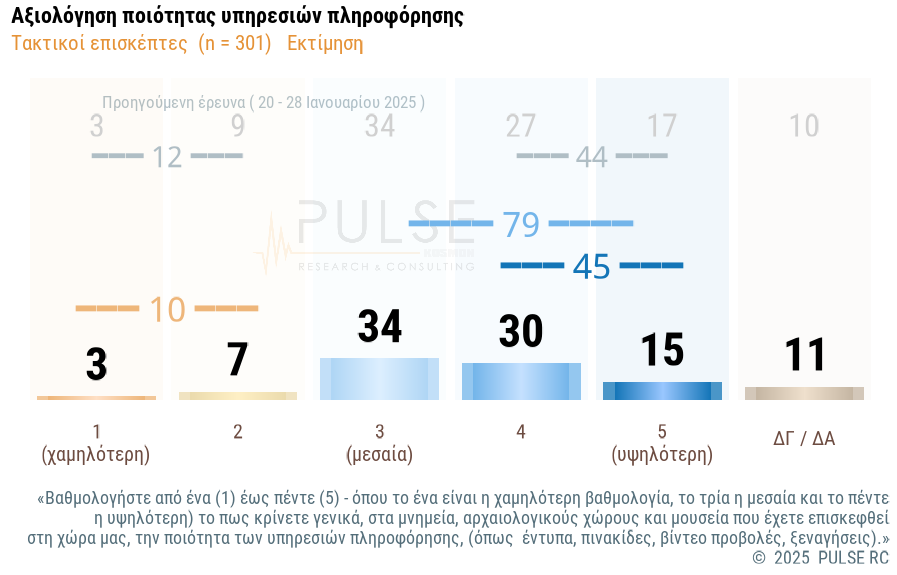 Αξιολόγηση ποιότητας υπηρεσιών πληροφόρησης
Τακτικοί επισκέπτες (n = 301) Εκτίμηση
Προηγούμενη έρευνα ( 20 - 28 Ιανουαρίου 2025 )
3 9 34 27 17 10
12 44
PULSE
79
RESEARCH & CONSULTING
45
10
3 7 34 30 15 11
1 2 3 4 5 ΔΓ / ΔΑ
(χαμηλότερη) (μεσαία) (υψηλότερη)
«Βαθμολογήστε από ένα (1) έως πέντε (5) - όπου το ένα είναι η χαμηλότερη βαθμολογία, το τρία η μεσαία και το πέντε
η υψηλότερη) το πως κρίνετε γενικά, στα μνημεία, αρχαιολογικούς χώρους και μουσεία που έχετε επισκεφθεί
στη χώρα μας, την ποιότητα των υπηρεσιών πληροφόρησης, (όπως έντυπα, πινακίδες, βίντεο προβολές, ξεναγήσεις).»
© 2025 PULSE RC